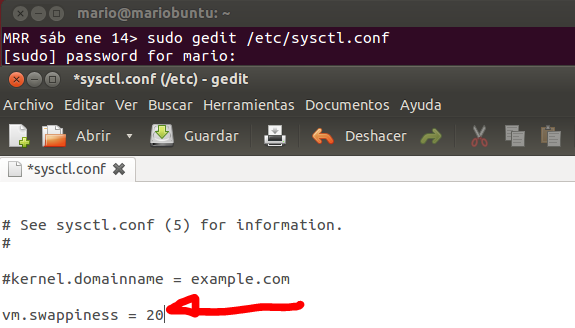 mario@mariobuntu: ~
MRR sáb ene 14> sudo gedit /etc/sysctl.conf
[sudo] password for mario:
*sysctl.conf (/etc) - gedit
Archivo Editar Ver Buscar Herramientas Documentos Ayuda
Abrir Guardar Deshacer
*sysctl.conf
# See sysctl.conf (5) for information.
#
#kernel.domainname = example.com
vm.swappiness = 20